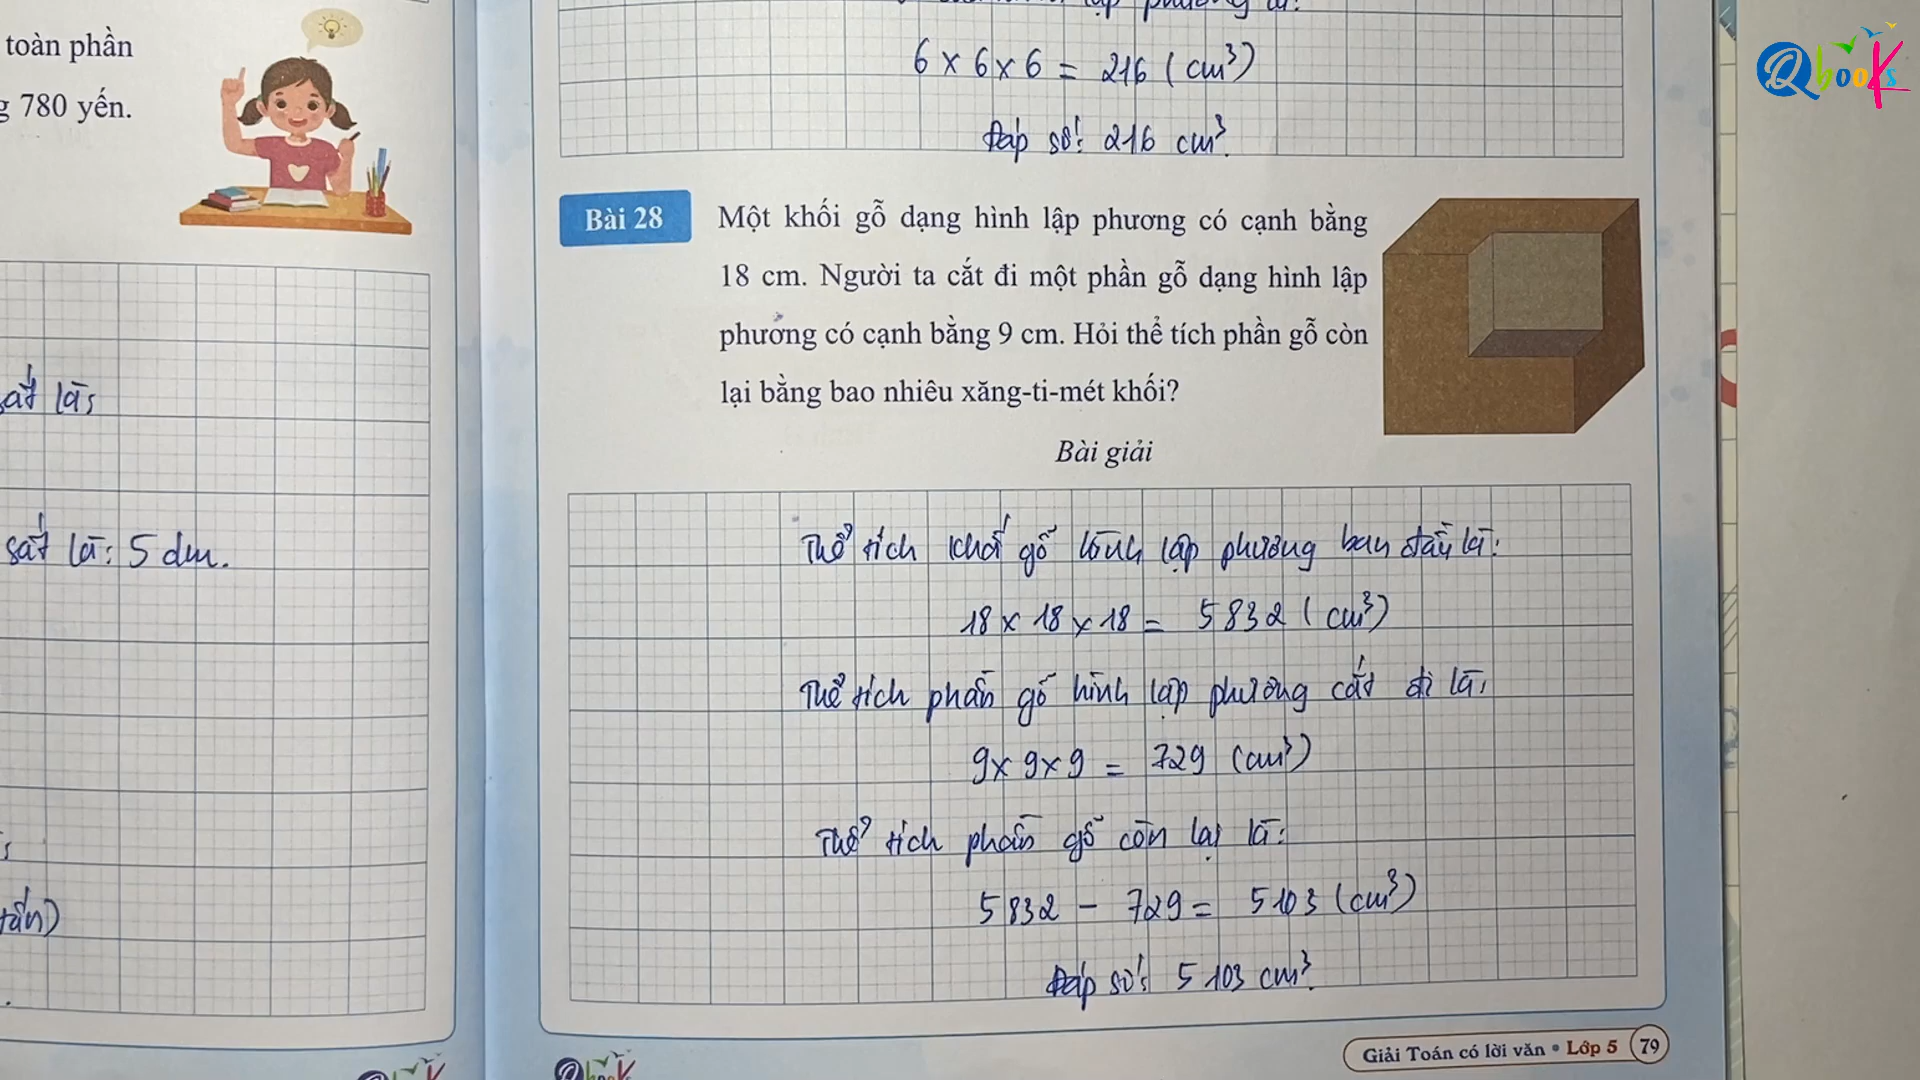 toàn phần
g 780 yến.
sắt là:
sắt là: 5 dm.
tấn)
6 x 6 x 6 = 216 (cm³)
Đáp số: 216 cm³.
Qbooks
Bài 28
Một khối gỗ dạng hình lập phương có cạnh bằng
18 cm. Người ta cắt đi một phần gỗ dạng hình lập
phương có cạnh bằng 9 cm. Hỏi thể tích phần gỗ còn
lại bằng bao nhiêu xăng-ti-mét khối?
Bài giải
Thể tích khối gỗ hình lập phương ban đầu là:
18 x 18 x 18 = 5832 (cm³)
Thể tích phần gỗ hình lập phương cắt đi là:
9 x 9 x 9 = 729 (cm³)
Thể tích phần gỗ còn lại là:
5832 - 729 = 5103 (cm³)
Đáp số: 5103 cm³.
Giải Toán có lời văn • Lớp 5 79